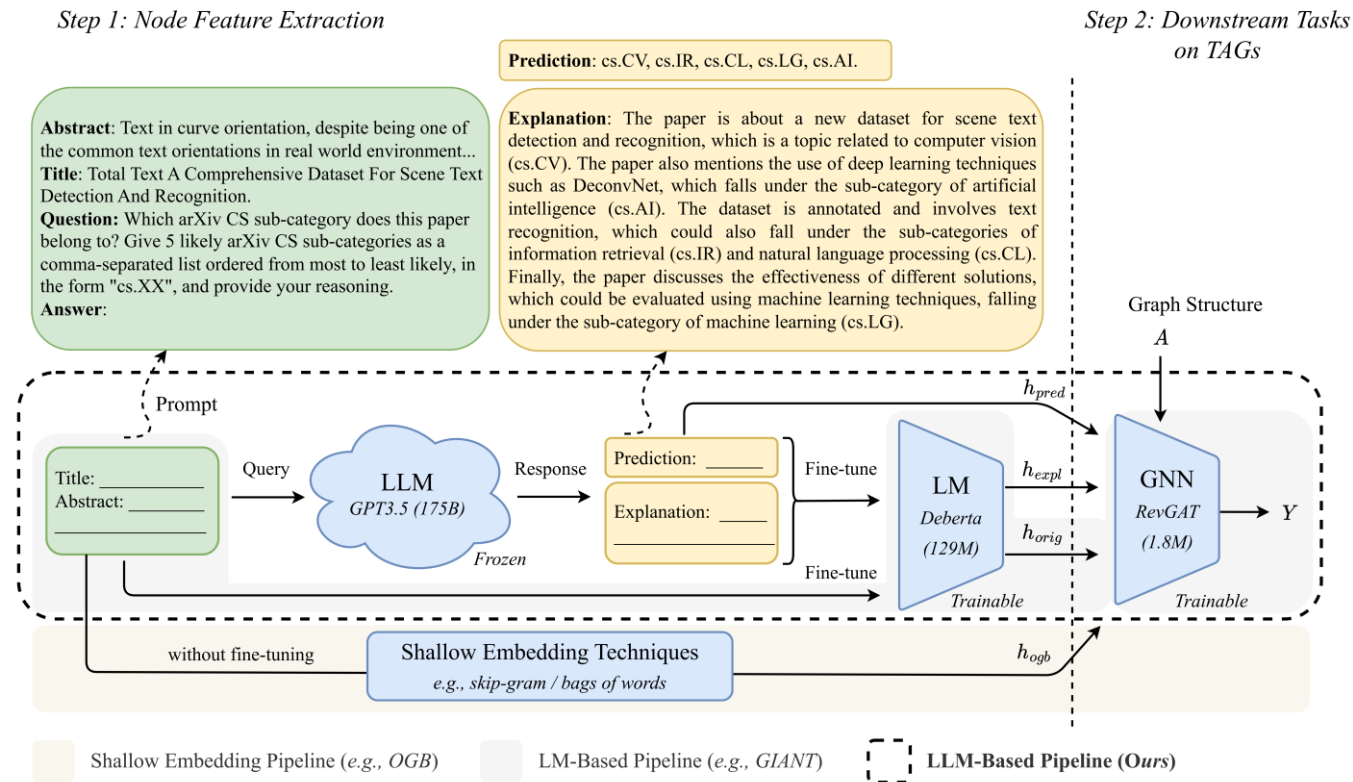 Step 1: Node Feature Extraction
Step 2: Downstream Tasks
on TAGs
Prediction: cs.CV, cs.IR, cs.CL, cs.LG, cs.AI.
Abstract: Text in curve orientation, despite being one of
the common text orientations in real world environment...
Title: Total Text A Comprehensive Dataset For Scene Text
Detection And Recognition.
Question: Which arXiv CS sub-category does this paper
belong to? Give 5 likely arXiv CS sub-categories as a
comma-separated list ordered from most to least likely, in
the form "cs.XX", and provide your reasoning.
Answer:
Explanation: The paper is about a new dataset for scene text
detection and recognition, which is a topic related to computer vision
(cs.CV). The paper also mentions the use of deep learning techniques
such as DeconvNet, which falls under the sub-category of artificial
intelligence (cs.AI). The dataset is annotated and involves text
recognition, which could also fall under the sub-categories of
information retrieval (cs.IR) and natural language processing (cs.CL).
Finally, the paper discusses the effectiveness of different solutions,
which could be evaluated using machine learning techniques, falling
under the sub-category of machine learning (cs.LG).
Graph Structure
A
Prompt
h_pred
Title:
Abstract:
Query
LLM
GPT3.5 (175B)
Frozen
Response
Prediction:
Explanation:
Fine-tune
Fine-tune
LM
Deberta
(129M)
Trainable
h_expl
h_orig
GNN
RevGAT
(1.8M)
Trainable
Y
without fine-tuning
Shallow Embedding Techniques
e.g., skip-gram / bags of words
h_ogb
Shallow Embedding Pipeline (e.g., OGB)
LM-Based Pipeline (e.g., GIANT)
LLM-Based Pipeline (Ours)